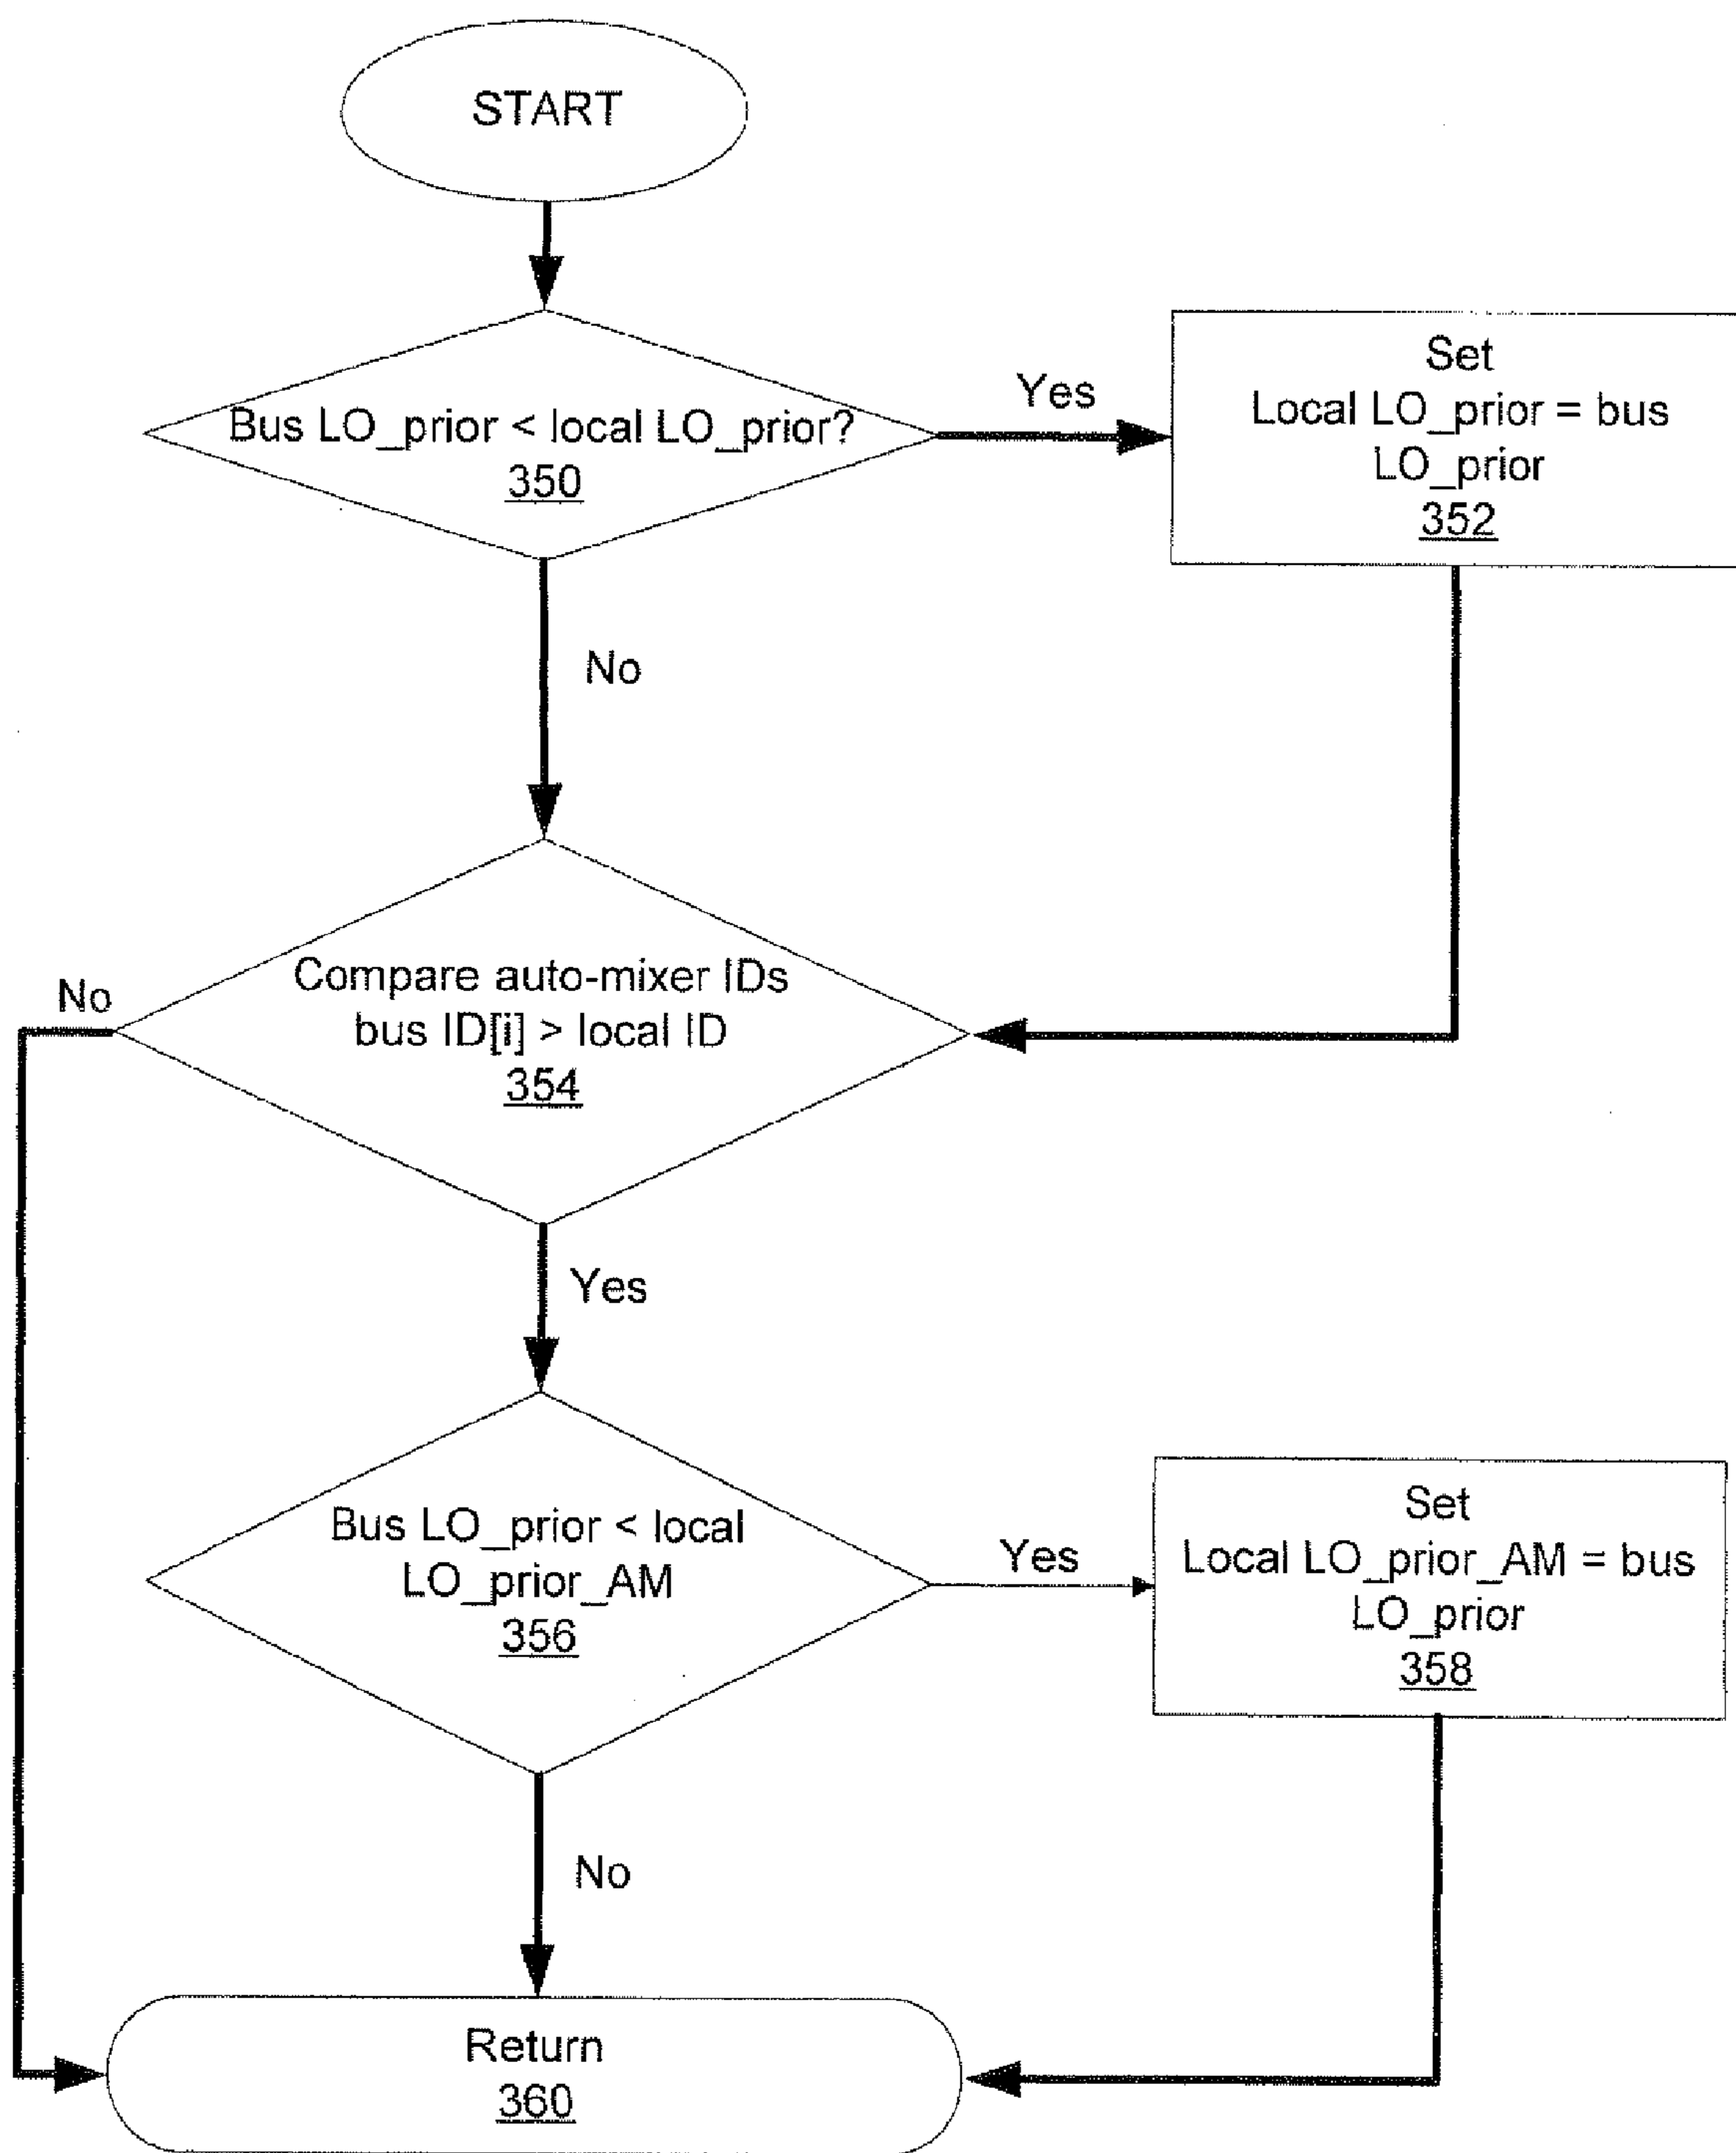 START
Bus LO_prior < local LO_prior?
350
Yes
Set
Local LO_prior = bus
LO_prior
352
No
Compare auto-mixer IDs
bus ID[i] > local ID
354
No
Yes
Bus LO_prior < local
LO_prior_AM
356
Yes
Set
Local LO_prior_AM = bus
LO_prior
358
No
Return
360